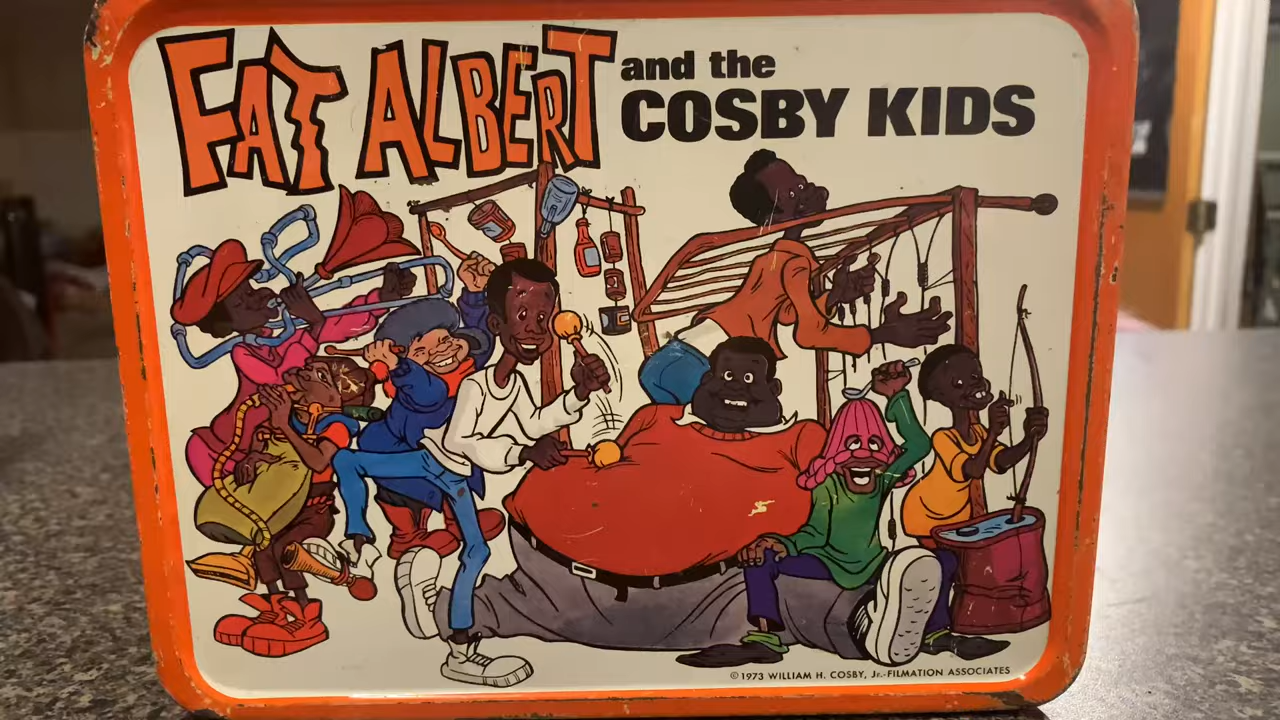 FAT ALBERT and the
COSBY KIDS
© 1973 WILLIAM H. COSBY, Jr.-FILMATION ASSOCIATES